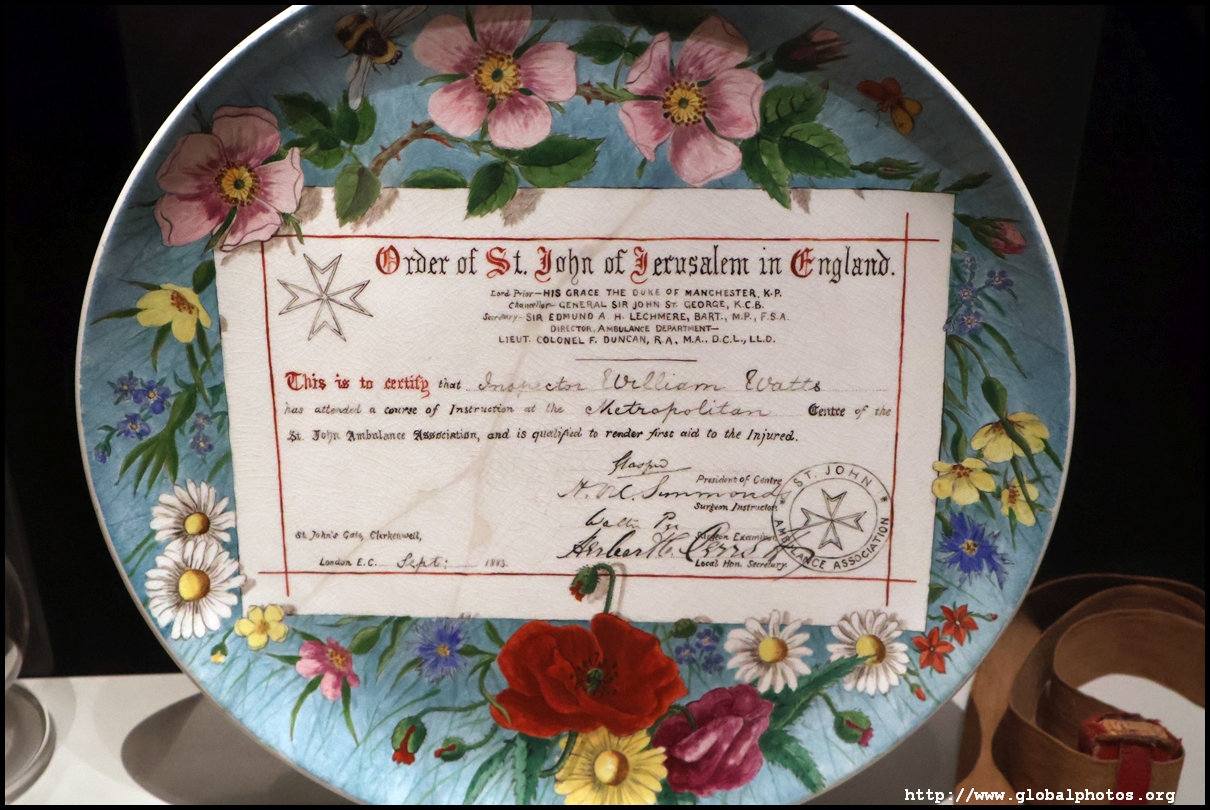 Order of St. John of Jerusalem in England.
Lord Prior—HIS GRACE THE DUKE OF MANCHESTER, K.P.
Chancellor—GENERAL SIR JOHN ST. GEORGE, K.C.B.
Secretary—SIR EDMUND A. H. LECHMERE, BART., M.P., F.S.A.
DIRECTOR, AMBULANCE DEPARTMENT—
LIEUT. COLONEL F. DUNCAN, R.A., M.A., D.C.L., LL.D.
This is to certify that Inspector William Watts
has attended a course of Instruction at the Metropolitan Centre of the
St. John Ambulance Association, and is qualified to render first aid to the Injured.
President of Centre
Simmonds
Surgeon Instructor
Walter
Surgeon Examiner
Herbert
Local Hon. Secretary
ST. JOHN AMBULANCE ASSOCIATION
St. John's Gate, Clerkenwell,
London E.C. Sept: 1883.
http://www.globalphotos.org